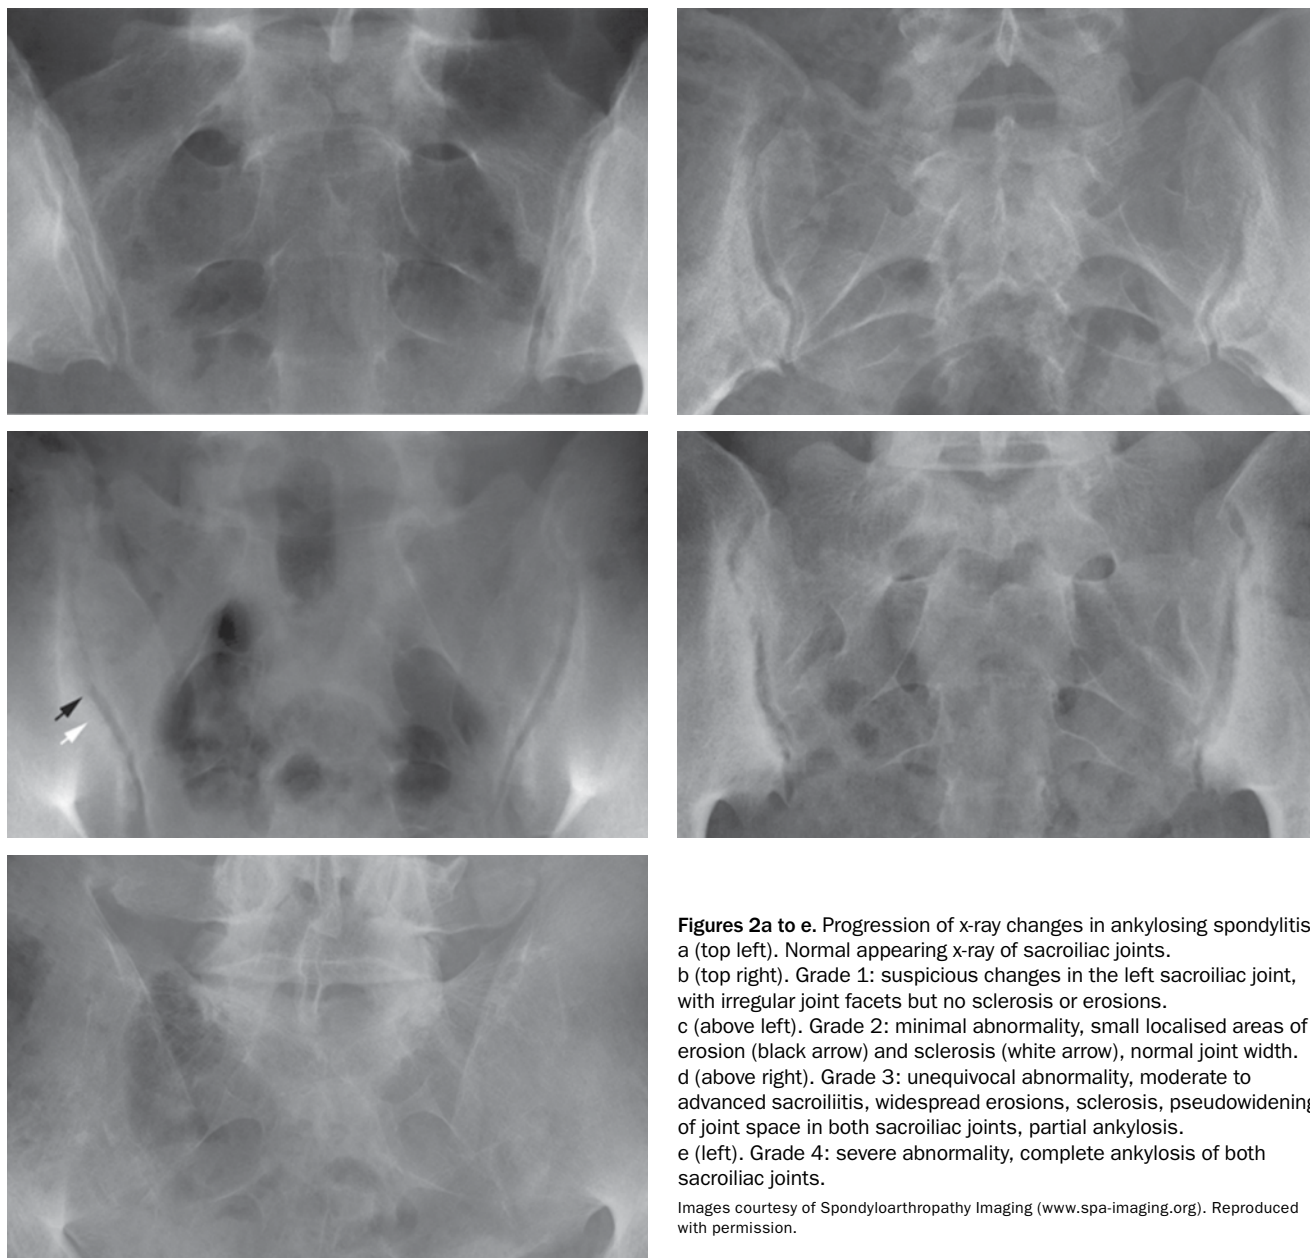 Figures 2a to e. Progression of x-ray changes in ankylosing spondylitis
a (top left). Normal appearing x-ray of sacroiliac joints.
b (top right). Grade 1: suspicious changes in the left sacroiliac joint,
with irregular joint facets but no sclerosis or erosions.
c (above left). Grade 2: minimal abnormality, small localised areas of
erosion (black arrow) and sclerosis (white arrow), normal joint width.
d (above right). Grade 3: unequivocal abnormality, moderate to
advanced sacroiliitis, widespread erosions, sclerosis, pseudowidening
of joint space in both sacroiliac joints, partial ankylosis.
e (left). Grade 4: severe abnormality, complete ankylosis of both
sacroiliac joints.
Images courtesy of Spondyloarthropathy Imaging (www.spa-imaging.org). Reproduced
with permission.